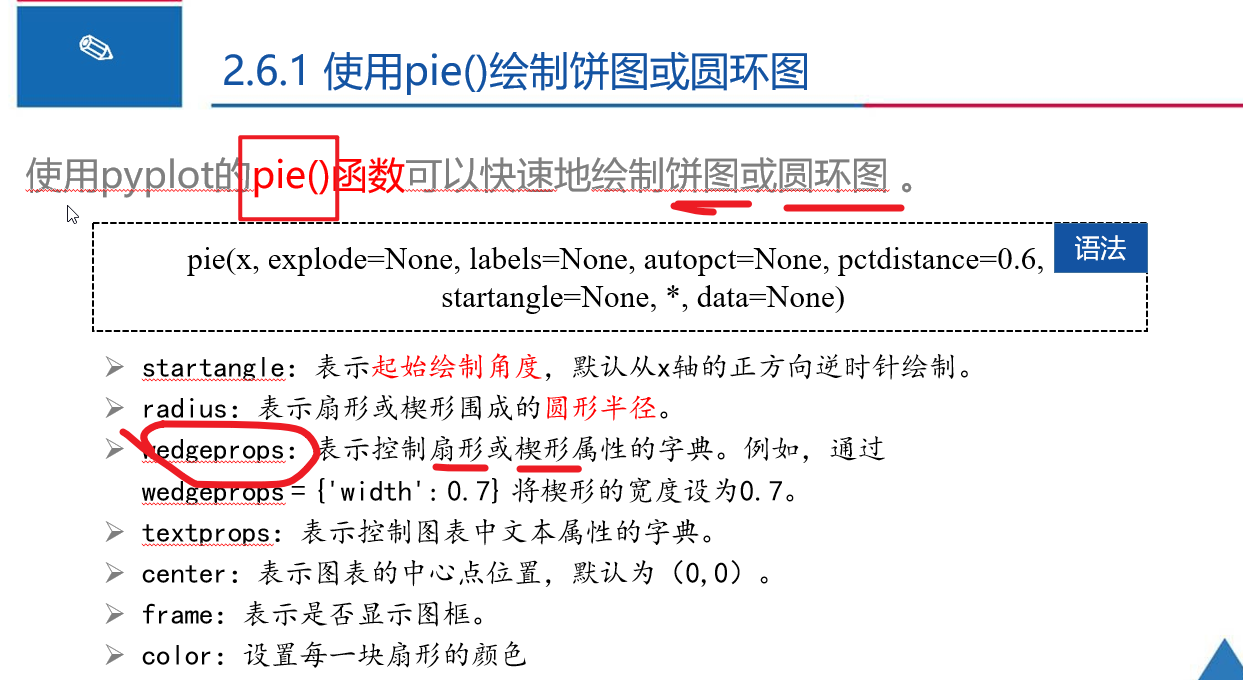 2.6.1 使用pie()绘制饼图或圆环图
使用pyplot的pie()函数可以快速地绘制饼图或圆环图 。
语法
pie(x, explode=None, labels=None, autopct=None, pctdistance=0.6,
startangle=None, *, data=None)
startangle：表示起始绘制角度，默认从x轴的正方向逆时针绘制。
radius：表示扇形或楔形围成的圆形半径。
wedgeprops：表示控制扇形或楔形属性的字典。例如，通过
wedgeprops = {'width': 0.7} 将楔形的宽度设为0.7。
textprops：表示控制图表中文本属性的字典。
center：表示图表的中心点位置，默认为（0,0）。
frame：表示是否显示图框。
color：设置每一块扇形的颜色